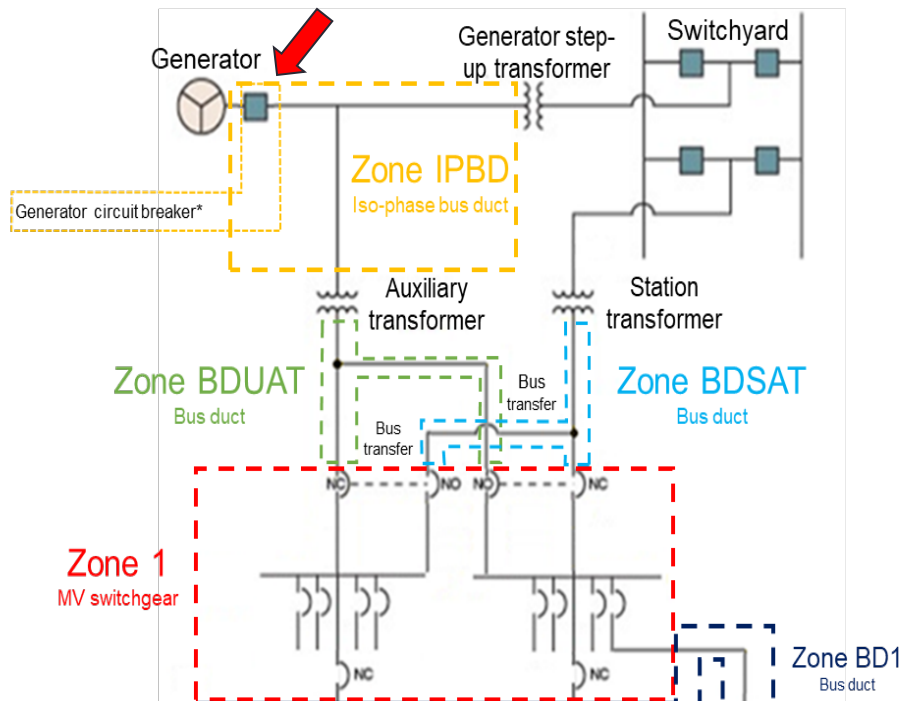 Generator
Generator step-
up transformer
Switchyard
Zone IPBD
Iso-phase bus duct
Generator circuit breaker*
Auxiliary
transformer
Station
transformer
Zone BDUAT
Bus duct
Bus
transfer
Zone BDSAT
Bus duct
Bus
transfer
NC
NO
NO
NC
Zone 1
MV switchgear
Zone BD1
Bus duct
NC
NC